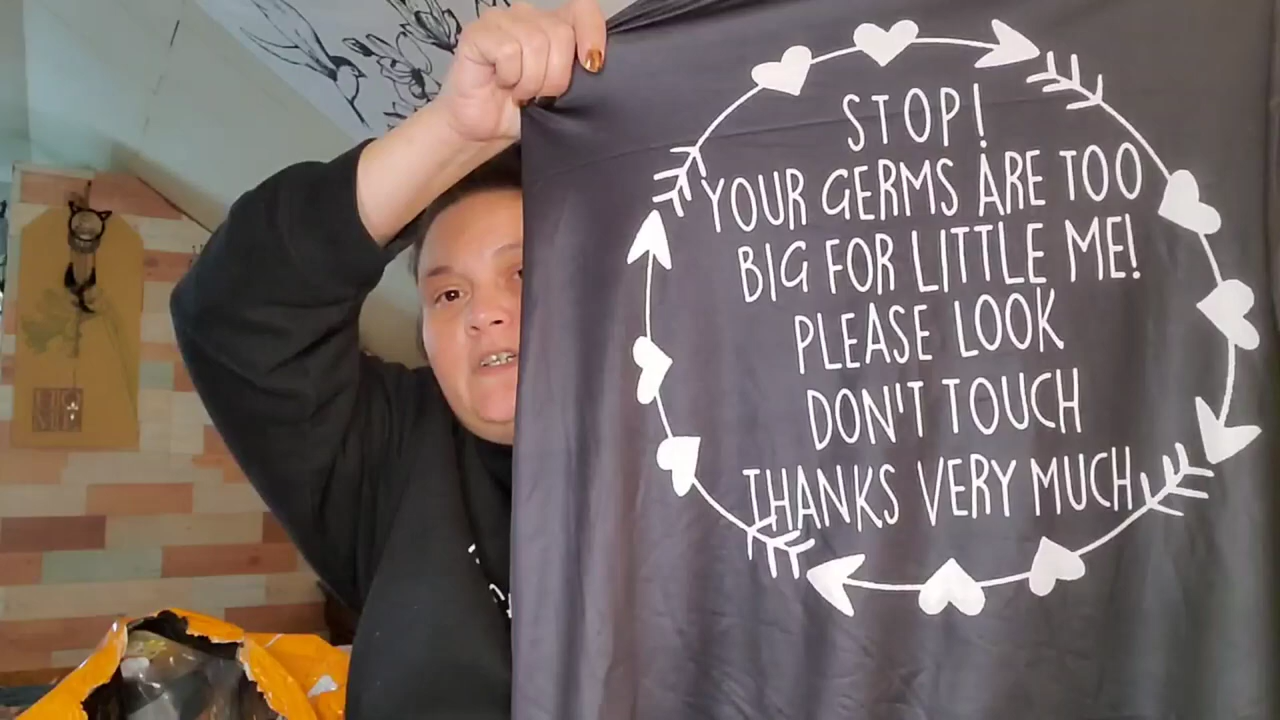 STOP!
YOUR GERMS ARE TOO
BIG FOR LITTLE ME!
PLEASE LOOK
DON'T TOUCH
THANKS VERY MUCH